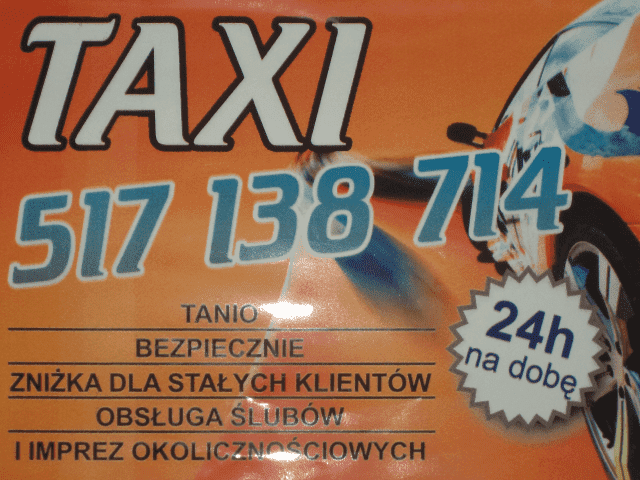 TAXI
517 138 714
TANIO
BEZPIECZNIE
ZNIŻKA DLA STAŁYCH KLIENTÓW
OBSŁUGA ŚLUBÓW
I IMPREZ OKOLICZNOŚCIOWYCH
24h
na dobę